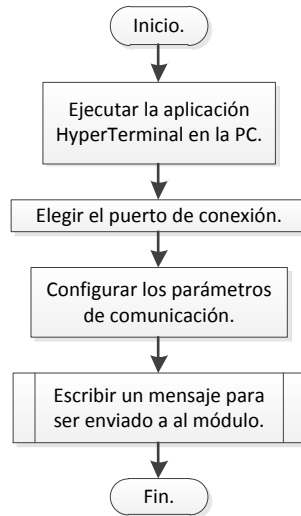 Inicio.
Ejecutar la aplicación
HyperTerminal en la PC.
Elegir el puerto de conexión.
Configurar los parámetros
de comunicación.
Escribir un mensaje para
ser enviado a al módulo.
Fin.